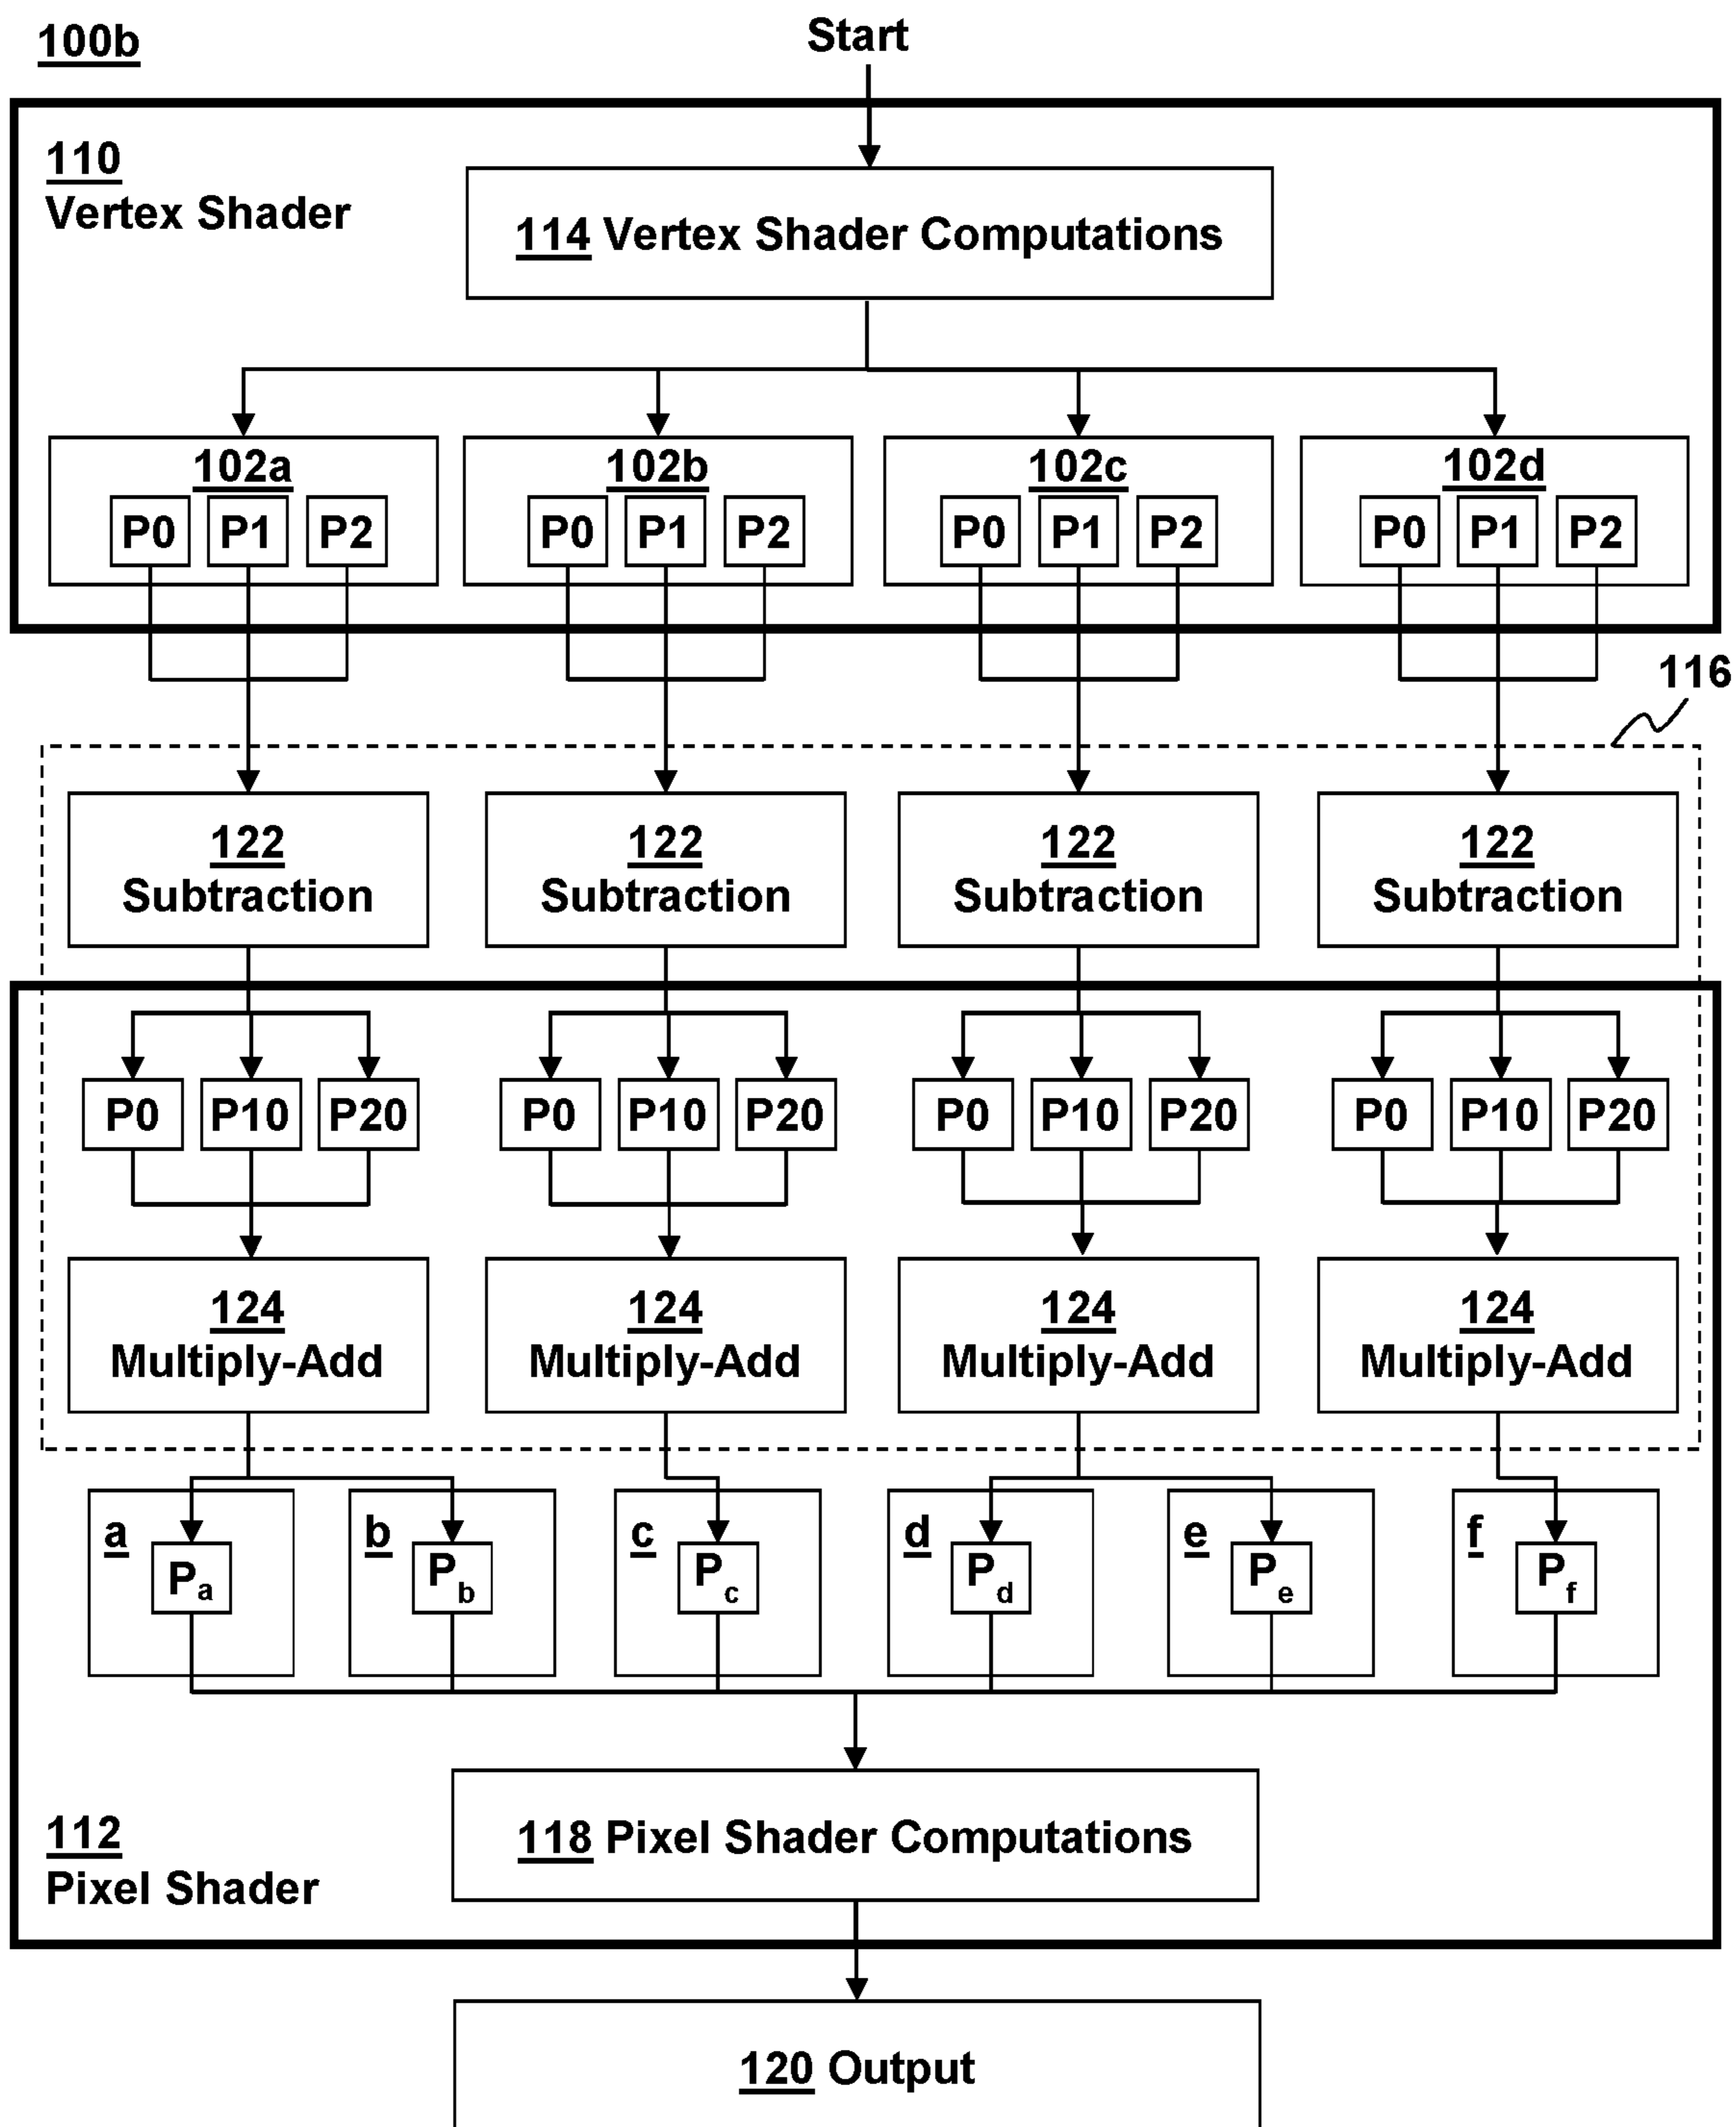 100b
Start
110
Vertex Shader
114 Vertex Shader Computations
102a 102b 102c 102d
P0 P1 P2 P0 P1 P2 P0 P1 P2 P0 P1 P2
116
122 122 122 122
Subtraction Subtraction Subtraction Subtraction
P0 P10 P20 P0 P10 P20 P0 P10 P20 P0 P10 P20
124 124 124 124
Multiply-Add Multiply-Add Multiply-Add Multiply-Add
a Pa b Pb c Pc d Pd e Pe f Pf
118 Pixel Shader Computations
112
Pixel Shader
120 Output